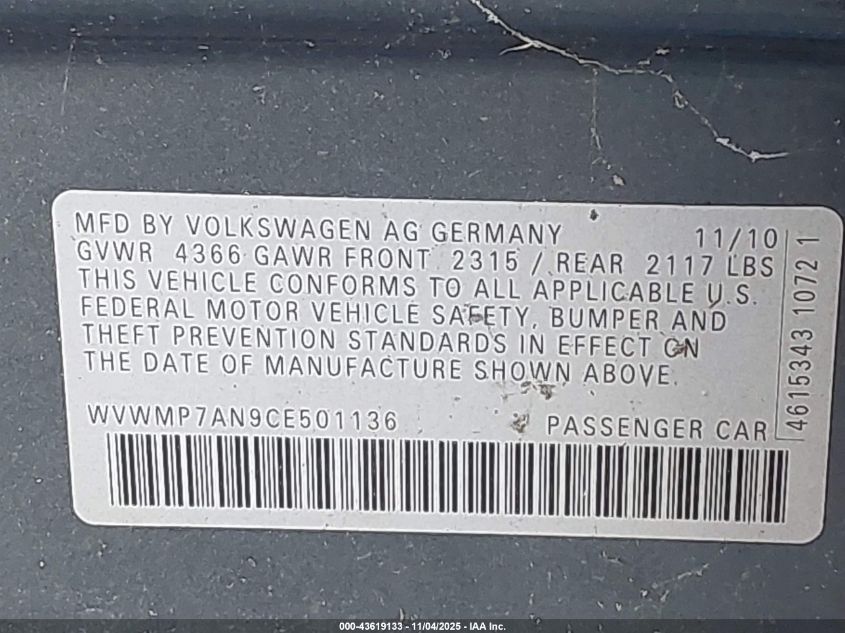 MFD BY VOLKSWAGEN AG GERMANY 11/10
GVWR 4366 GAWR FRONT 2315 / REAR 2117 LBS
THIS VEHICLE CONFORMS TO ALL APPLICABLE U.S.
FEDERAL MOTOR VEHICLE SAFETY, BUMPER AND
THEFT PREVENTION STANDARDS IN EFFECT ON
THE DATE OF MANUFACTURE SHOWN ABOVE.
WVWMP7AN9CE501136 PASSENGER CAR
4615343 10721
000-43619133 - 11/04/2025 - IAA Inc.